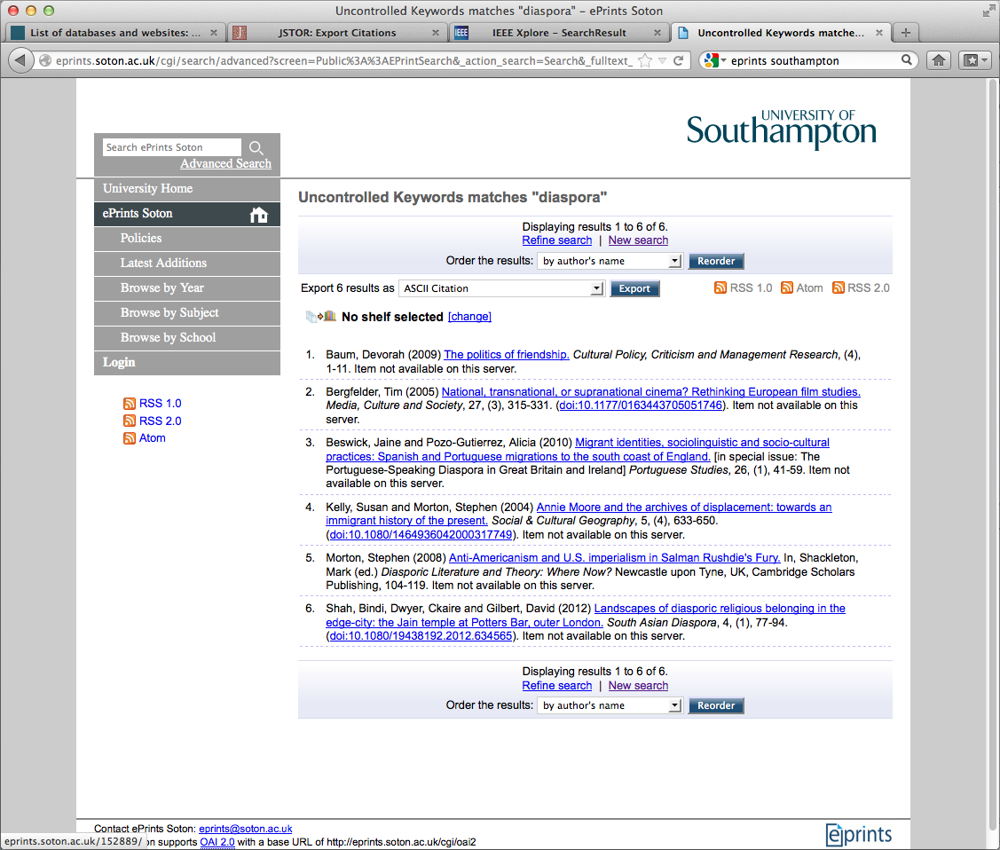 Uncontrolled Keywords matches "diaspora" – ePrints Soton
List of databases and websites: ...
JSTOR: Export Citations
IEEE
IEEE Xplore – SearchResult
Uncontrolled Keywords matche...
eprints.soton.ac.uk/cgi/search/advanced?screen=Public%3A%3AEPrintSearch&_action_search=Search&_fulltext_
eprints southampton
UNIVERSITY OF
Southampton
Search ePrints Soton
Advanced Search
University Home
ePrints Soton
Policies
Latest Additions
Browse by Year
Browse by Subject
Browse by School
Login
RSS 1.0
RSS 2.0
Atom
Uncontrolled Keywords matches "diaspora"
Displaying results 1 to 6 of 6.
Refine search | New search
Order the results: by author's name Reorder
Export 6 results as ASCII Citation Export RSS 1.0 Atom RSS 2.0
No shelf selected [change]
1. Baum, Devorah (2009) The politics of friendship. Cultural Policy, Criticism and Management Research, (4),
1-11. Item not available on this server.
2. Bergfelder, Tim (2005) National, transnational, or supranational cinema? Rethinking European film studies.
Media, Culture and Society, 27, (3), 315-331. (doi:10.1177/0163443705051746). Item not available on this
server.
3. Beswick, Jaine and Pozo-Gutierrez, Alicia (2010) Migrant identities, sociolinguistic and socio-cultural
practices: Spanish and Portuguese migrations to the south coast of England. [in special issue: The
Portuguese-Speaking Diaspora in Great Britain and Ireland] Portuguese Studies, 26, (1), 41-59. Item not
available on this server.
4. Kelly, Susan and Morton, Stephen (2004) Annie Moore and the archives of displacement: towards an
immigrant history of the present. Social & Cultural Geography, 5, (4), 633-650.
(doi:10.1080/1464936042000317749). Item not available on this server.
5. Morton, Stephen (2008) Anti-Americanism and U.S. imperialism in Salman Rushdie's Fury. In, Shackleton,
Mark (ed.) Diasporic Literature and Theory: Where Now? Newcastle upon Tyne, UK, Cambridge Scholars
Publishing, 104-119. Item not available on this server.
6. Shah, Bindi, Dwyer, Ckaire and Gilbert, David (2012) Landscapes of diasporic religious belonging in the
edge-city: the Jain temple at Potters Bar, outer London. South Asian Diaspora, 4, (1), 77-94.
(doi:10.1080/19438192.2012.634565). Item not available on this server.
Displaying results 1 to 6 of 6.
Refine search | New search
Order the results: by author's name Reorder
Contact ePrints Soton: eprints@soton.ac.uk
eprints.soton.ac.uk/152889/ on supports OAI 2.0 with a base URL of http://eprints.soton.ac.uk/cgi/oai2
eprints